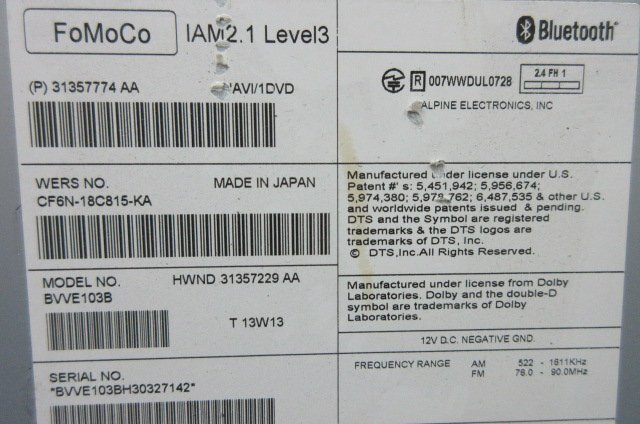 FoMoCo
IAM2.1 Level3
(P) 31357774 AA
NAVI/1DVD
WERS NO.
MADE IN JAPAN
CF6N-18C815-KA
MODEL NO.
HWND 31357229 AA
BVVE103B
T 13W13
SERIAL NO.
"BVVE103BH30327142"
Bluetooth
R 007WWDUL0728
2.4 FH 1
ALPINE ELECTRONICS, INC
Manufactured under license under U.S.
Patent #' s: 5,451,942; 5,956,674;
5,974,380; 5,978,762; 6,487,535 & other U.S.
and worldwide patents issued & pending.
DTS and the Symbol are registered
trademarks & the DTS logos are
trademarks of DTS, Inc.
© DTS,Inc.All Rights Reserved.
Manufactured under license from Dolby
Laboratories. Dolby and the double-D
symbol are trademarks of Dolby
Laboratories.
12V D.C. NEGATIVE GND.
FREQUENCY RANGE AM 522 - 1611KHz
FM 76.0 - 90.0MHz